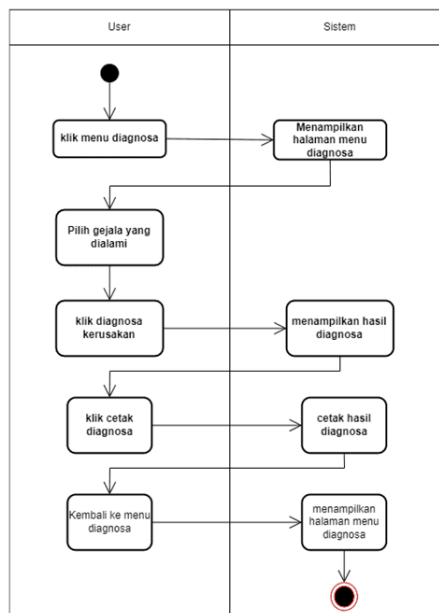 User
Sistem
klik menu diagnosa
Menampilkan
halaman menu
diagnosa
Pilih gejala yang
dialami
klik diagnosa
kerusakan
menampilkan hasil
diagnosa
klik cetak
diagnosa
cetak hasil
diagnosa
Kembali ke menu
diagnosa
menampilkan
halaman menu
diagnosa